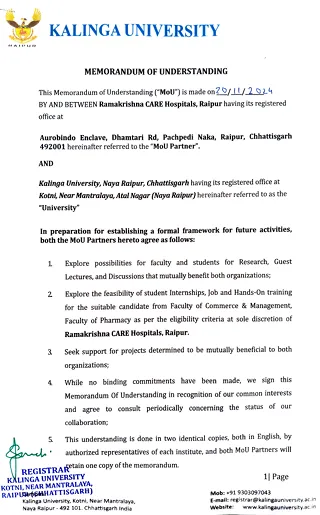 KALINGA UNIVERSITY
RAIPUR
MEMORANDUM OF UNDERSTANDING
This Memorandum of Understanding ("MoU") is made on 20/11/2024
BY AND BETWEEN Ramakrishna CARE Hospitals, Raipur having its registered
office at
Aurobindo Enclave, Dhamtari Rd, Pachpedi Naka, Raipur, Chhattisgarh
492001 hereinafter referred to the "MoU Partner".
AND
Kalinga University, Naya Raipur, Chhattisgarh having its registered office at
Kotni, Near Mantralaya, Atal Nagar (Naya Raipur) hereinafter referred to as the
"University"
In preparation for establishing a formal framework for future activities,
both the MoU Partners hereto agree as follows:
1. Explore possibilities for faculty and students for Research, Guest
Lectures, and Discussions that mutually benefit both organizations;
2. Explore the feasibility of student Internships, Job and Hands-On training
for the suitable candidate from Faculty of Commerce & Management,
Faculty of Pharmacy as per the eligibility criteria at sole discretion of
Ramakrishna CARE Hospitals, Raipur.
3. Seek support for projects determined to be mutually beneficial to both
organizations;
4. While no binding commitments have been made, we sign this
Memorandum Of Understanding in recognition of our common interests
and agree to consult periodically concerning the status of our
collaboration;
5. This understanding is done in two identical copies, both in English, by
authorized representatives of each institute, and both MoU Partners will
retain one copy of the memorandum.
REGISTRAR
KALINGA UNIVERSITY
KOTNI, NEAR MANTRALAYA,
RAIPUR (CHHATTISGARH)
1| Page
Kalinga University, Kotni, Near Mantralaya,
Naya Raipur - 492 101. Chhattisgarh India
Mob: +91 9303097043
E-mail: registrar@kalingauniversity.ac.in
Website: www.kalingauniversity.ac.in